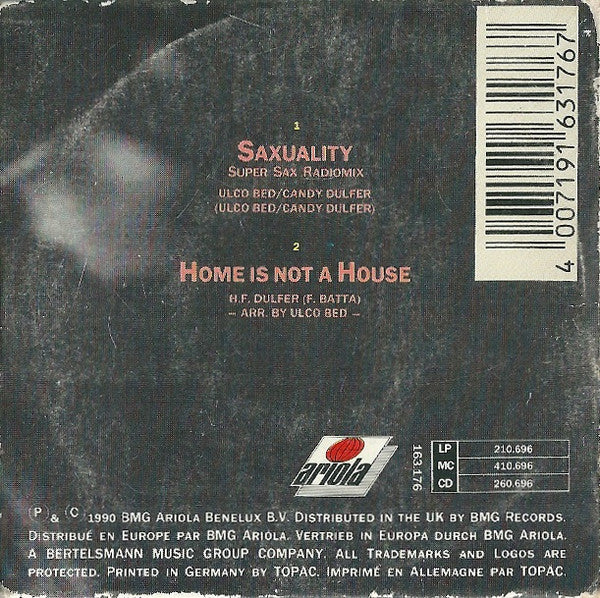 1
SAXUALITY
SUPER SAX RADIOMIX
ULCO BED/CANDY DULFER
(ULCO BED/CANDY DULFER)
2
HOME IS NOT A HOUSE
H.F. DULFER (F. BATTA)
– ARR. BY ULCO BED –
4 007191 631767
ariola
163.176
LP 210.696
MC 410.696
CD 260.696
Ⓟ & Ⓒ 1990 BMG ARIOLA BENELUX B.V. DISTRIBUTED IN THE UK BY BMG RECORDS.
DISTRIBUÉ EN EUROPE PAR BMG ARIOLA. VERTRIEB IN EUROPA DURCH BMG ARIOLA.
A BERTELSMANN MUSIC GROUP COMPANY. ALL TRADEMARKS AND LOGOS ARE
PROTECTED. PRINTED IN GERMANY BY TOPAC. IMPRIMÉ EN ALLEMAGNE PAR TOPAC.